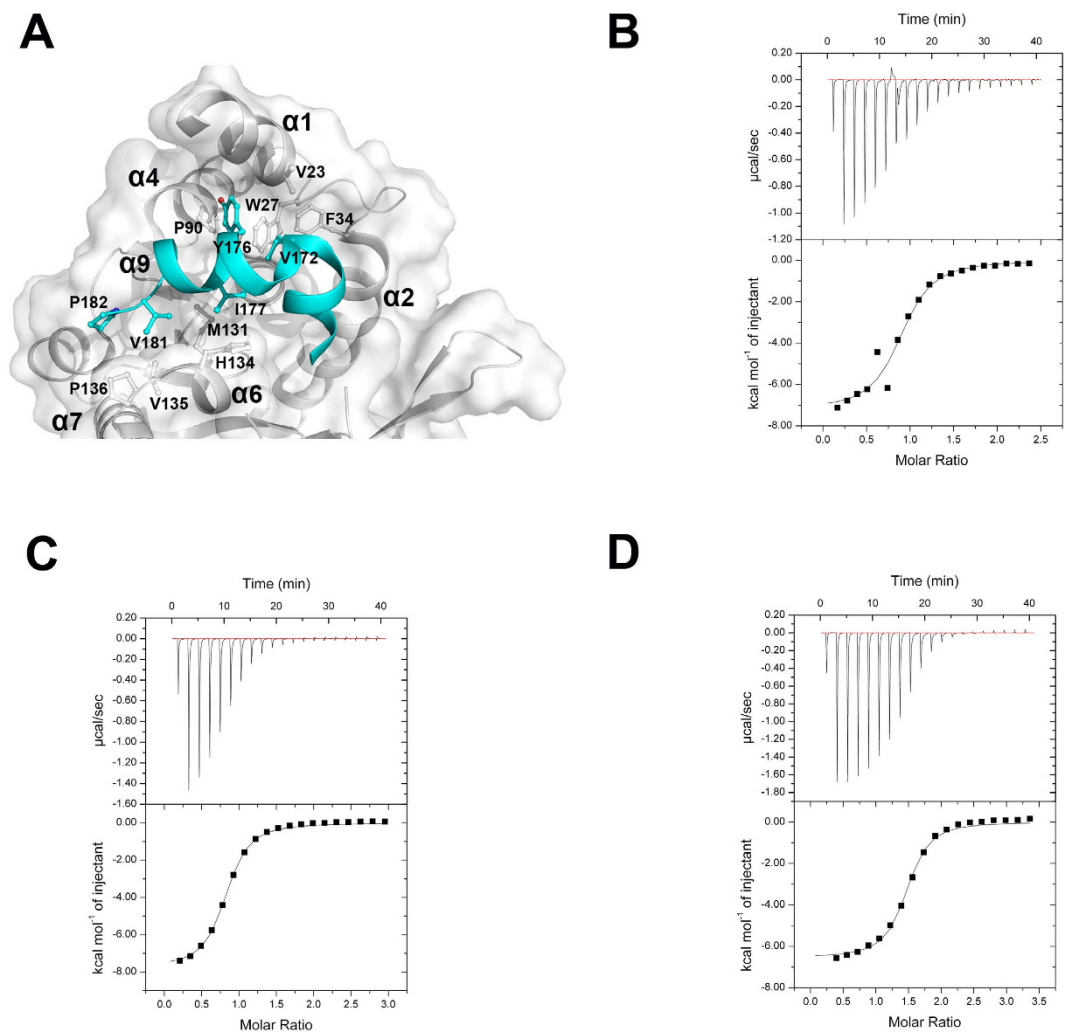 A
α1
α4
V23
W27
P90
F34
Y176
V172
α9
α2
P182
I177
M131
V181
H134
P136
V135
α6
α7
B
Time (min)
0 10 20 30 40
0.20
0.00
-0.20
-0.40
-0.60
-0.80
-1.00
-1.20
µcal/sec
0.00
-2.00
-4.00
-6.00
-8.00
kcal mol⁻¹ of injectant
0.0 0.5 1.0 1.5 2.0 2.5
Molar Ratio
C
Time (min)
0 10 20 30 40
0.20
0.00
-0.20
-0.40
-0.60
-0.80
-1.00
-1.20
-1.40
-1.60
µcal/sec
0.00
-2.00
-4.00
-6.00
-8.00
kcal mol⁻¹ of injectant
0.0 0.5 1.0 1.5 2.0 2.5 3.0
Molar Ratio
D
Time (min)
0 10 20 30 40
0.20
0.00
-0.20
-0.40
-0.60
-0.80
-1.00
-1.20
-1.40
-1.60
-1.80
µcal/sec
0.00
-2.00
-4.00
-6.00
-8.00
kcal mol⁻¹ of injectant
0.0 0.5 1.0 1.5 2.0 2.5 3.0 3.5
Molar Ratio